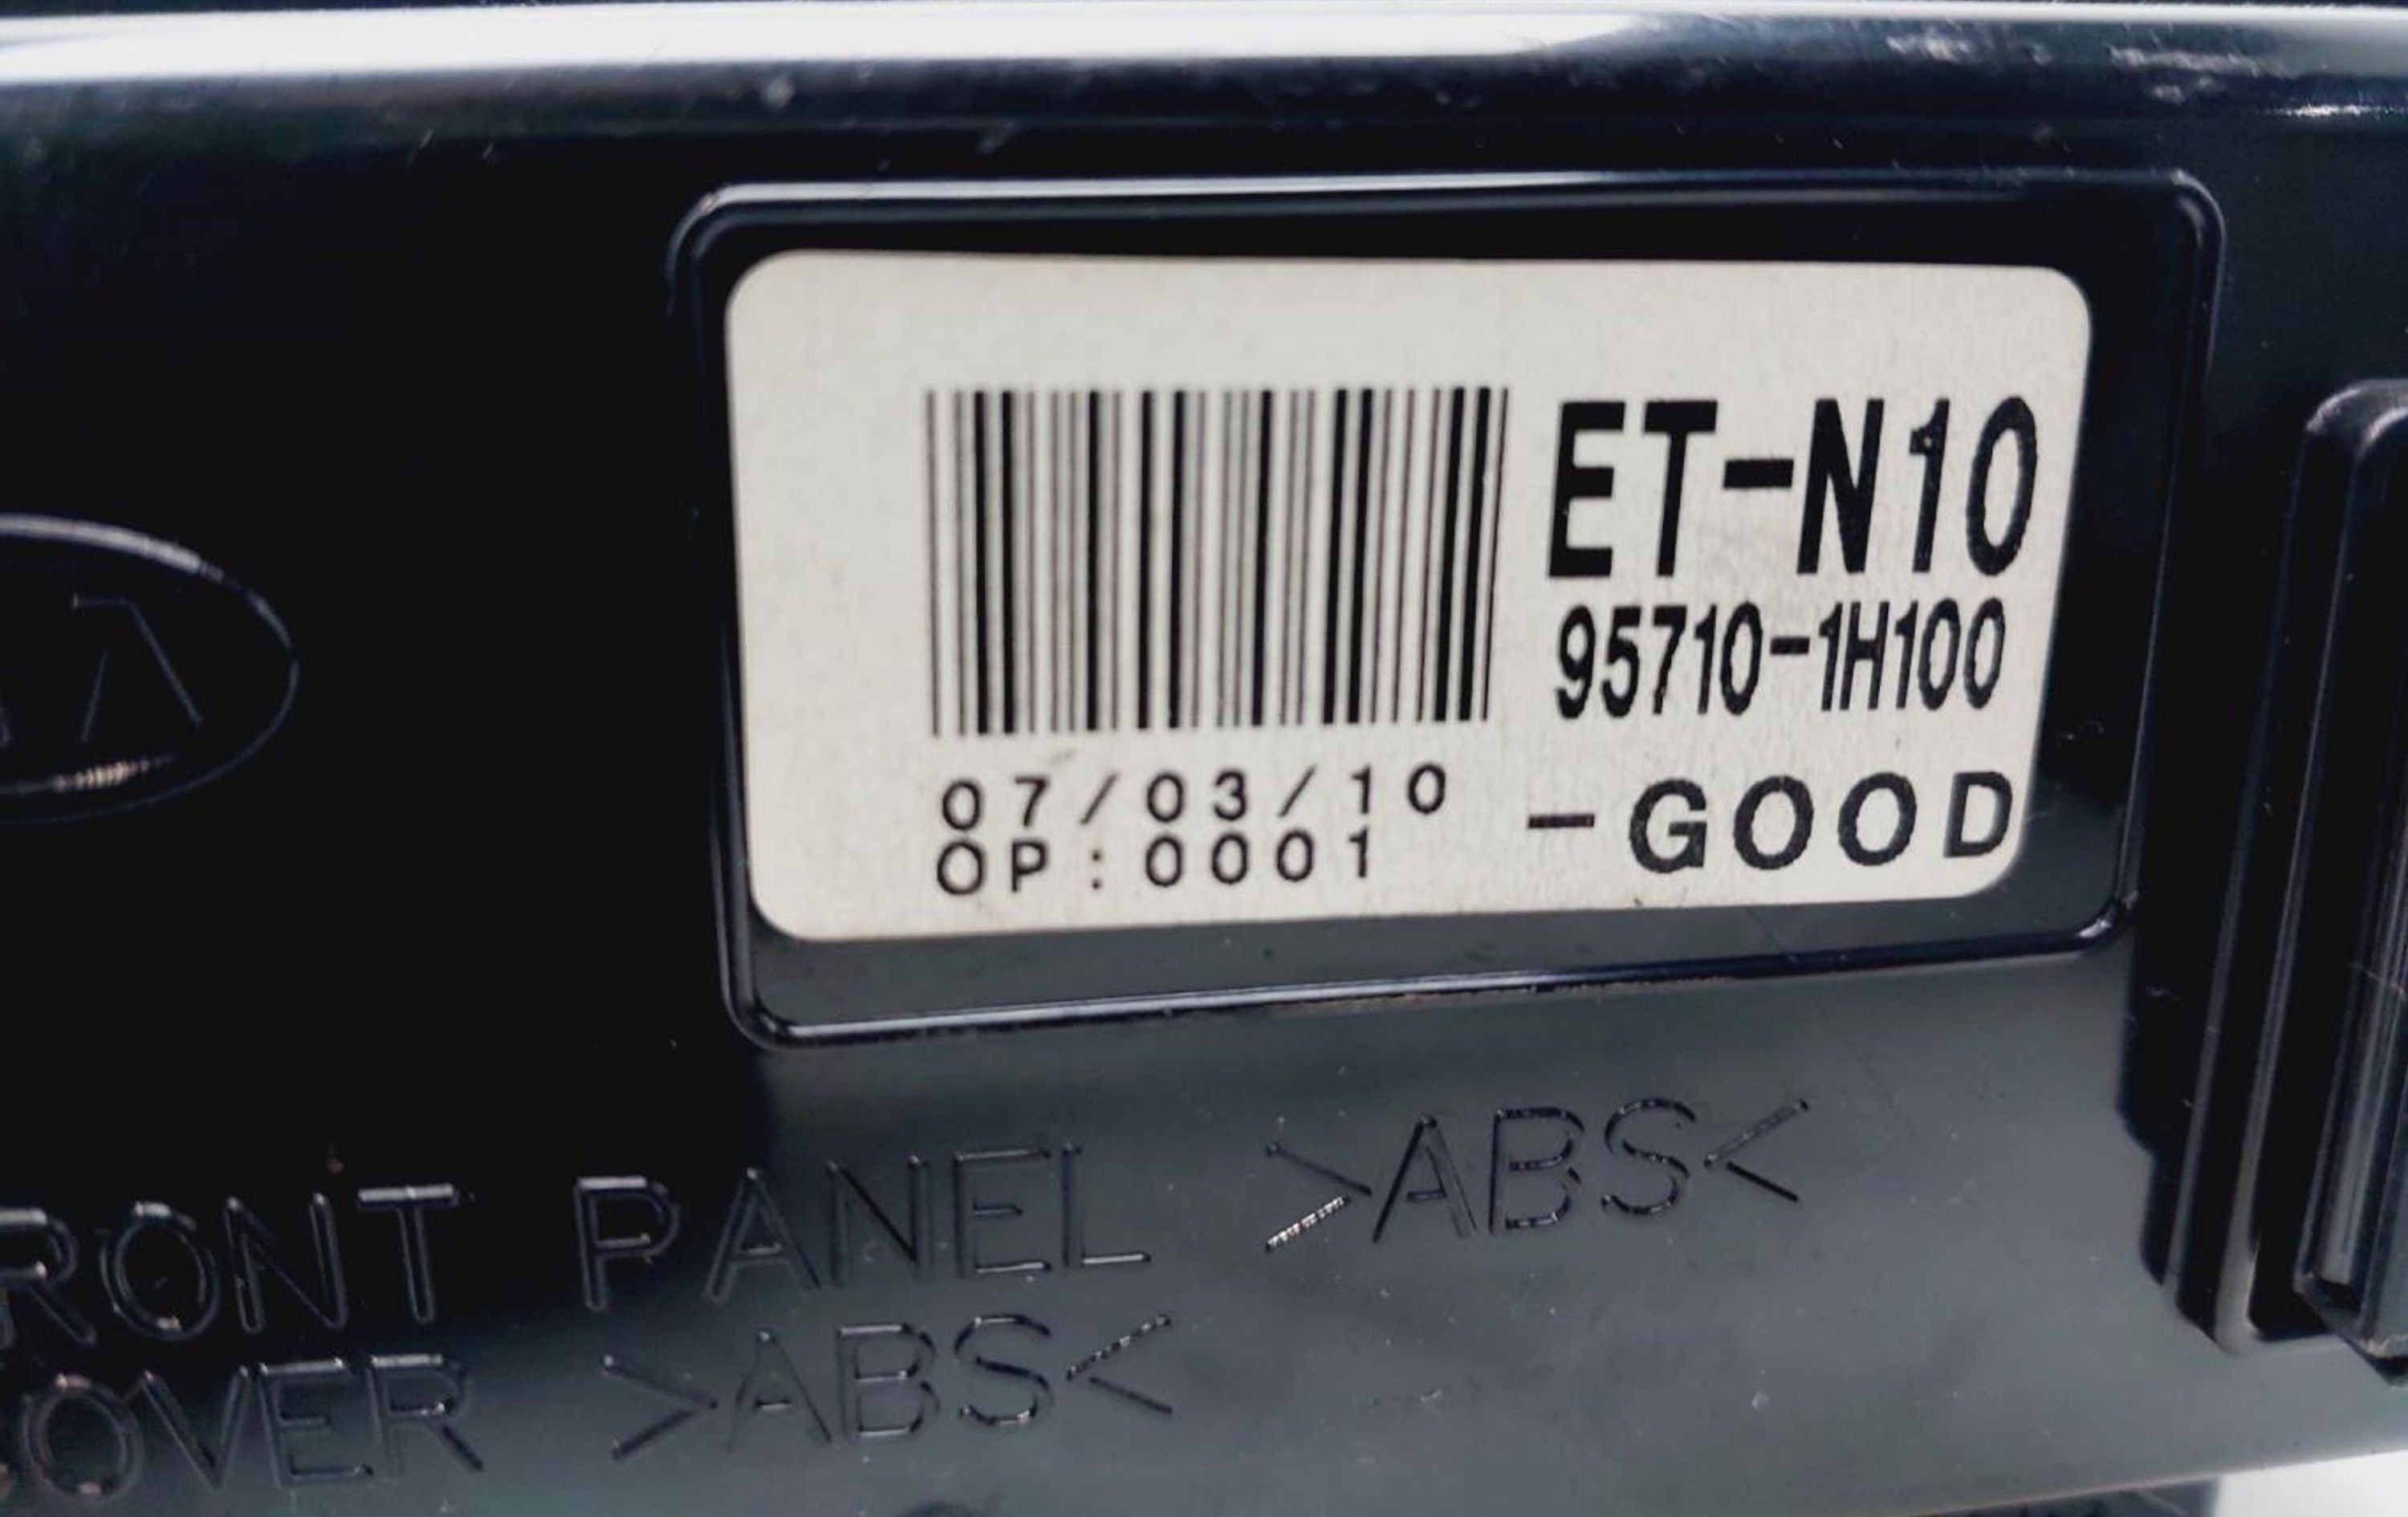 ET-N10
95710-1H100
07/03/10
OP:0001
-GOOD
RONT PANEL >ABS<
OVER >ABS<